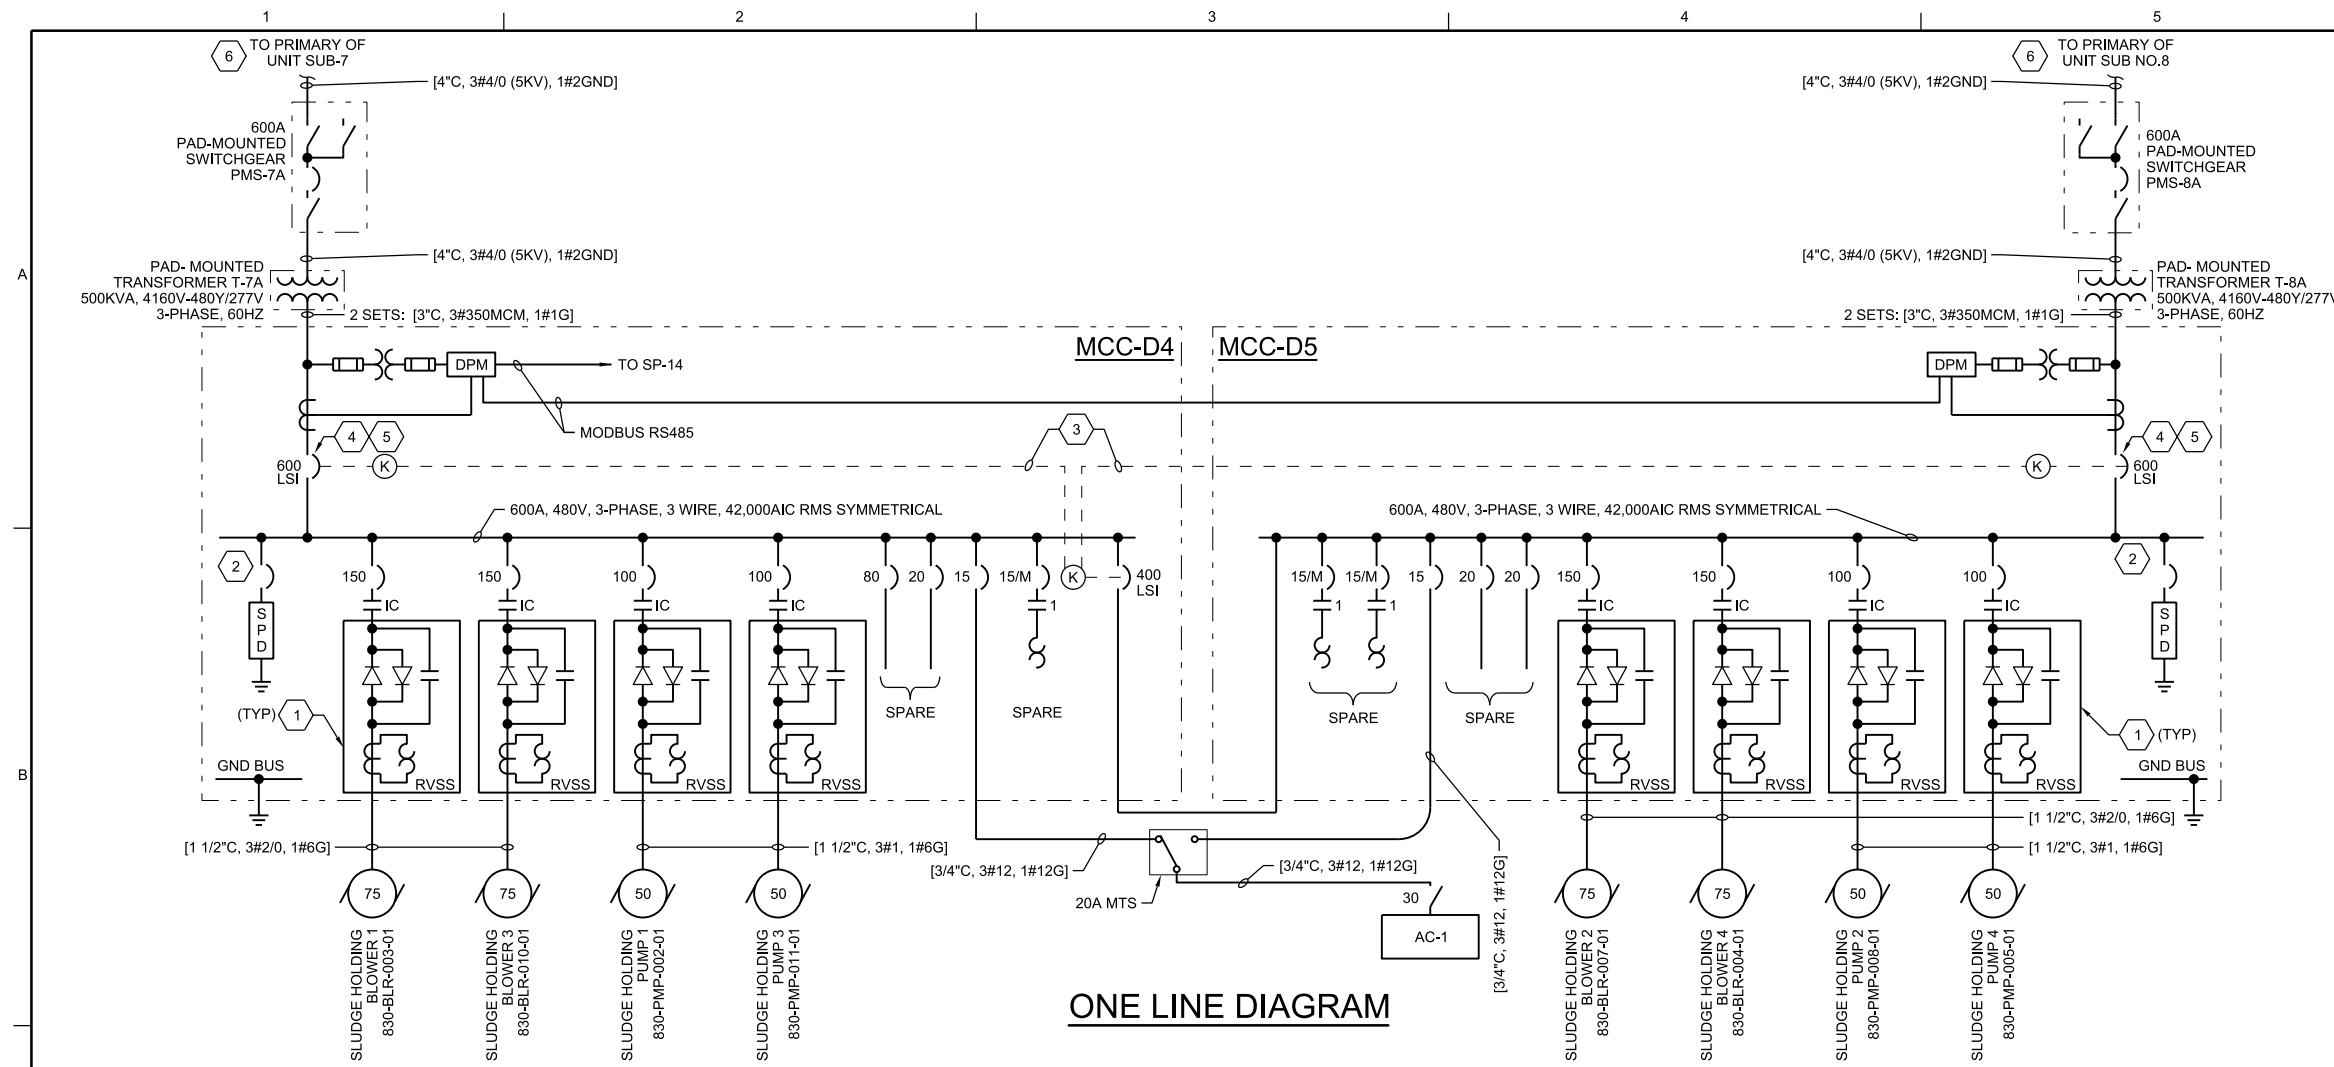 1
2
3
4
5
A
B
6
TO PRIMARY OF
UNIT SUB-7
[4"C, 3#4/0 (5KV), 1#2GND]
600A
PAD-MOUNTED
SWITCHGEAR
PMS-7A
[4"C, 3#4/0 (5KV), 1#2GND]
PAD- MOUNTED
TRANSFORMER T-7A
500KVA, 4160V-480Y/277V
3-PHASE, 60HZ
2 SETS: [3"C, 3#350MCM, 1#1G]
6
TO PRIMARY OF
UNIT SUB NO.8
[4"C, 3#4/0 (5KV), 1#2GND]
600A
PAD-MOUNTED
SWITCHGEAR
PMS-8A
[4"C, 3#4/0 (5KV), 1#2GND]
PAD- MOUNTED
TRANSFORMER T-8A
500KVA, 4160V-480Y/277V
3-PHASE, 60HZ
2 SETS: [3"C, 3#350MCM, 1#1G]
MCC-D4
MCC-D5
DPM
TO SP-14
DPM
MODBUS RS485
4
5
3
4
5
600
LSI
K
K
600
LSI
600A, 480V, 3-PHASE, 3 WIRE, 42,000AIC RMS SYMMETRICAL
600A, 480V, 3-PHASE, 3 WIRE, 42,000AIC RMS SYMMETRICAL
2
150
150
100
100
80
20
15
15/M
K
400
LSI
15/M
15/M
15
20
20
150
150
100
100
2
IC
IC
IC
IC
1
1
1
IC
IC
IC
IC
SPD
SPD
(TYP)
1
SPARE
SPARE
SPARE
SPARE
1
(TYP)
GND BUS
RVSS
RVSS
RVSS
RVSS
RVSS
RVSS
RVSS
RVSS
GND BUS
[1 1/2"C, 3#2/0, 1#6G]
[1 1/2"C, 3#1, 1#6G]
[3/4"C, 3#12, 1#12G]
[3/4"C, 3#12, 1#12G]
[3/4"C, 3#12, 1#12G]
[1 1/2"C, 3#2/0, 1#6G]
[1 1/2"C, 3#1, 1#6G]
20A MTS
30
AC-1
75
75
50
50
75
75
50
50
SLUDGE HOLDING
BLOWER 1
830-BLR-003-01
SLUDGE HOLDING
BLOWER 3
830-BLR-010-01
SLUDGE HOLDING
PUMP 1
830-PMP-002-01
SLUDGE HOLDING
PUMP 3
830-PMP-011-01
SLUDGE HOLDING
BLOWER 2
830-BLR-007-01
SLUDGE HOLDING
BLOWER 4
830-BLR-004-01
SLUDGE HOLDING
PUMP 2
830-PMP-008-01
SLUDGE HOLDING
PUMP 4
830-PMP-005-01
ONE LINE DIAGRAM